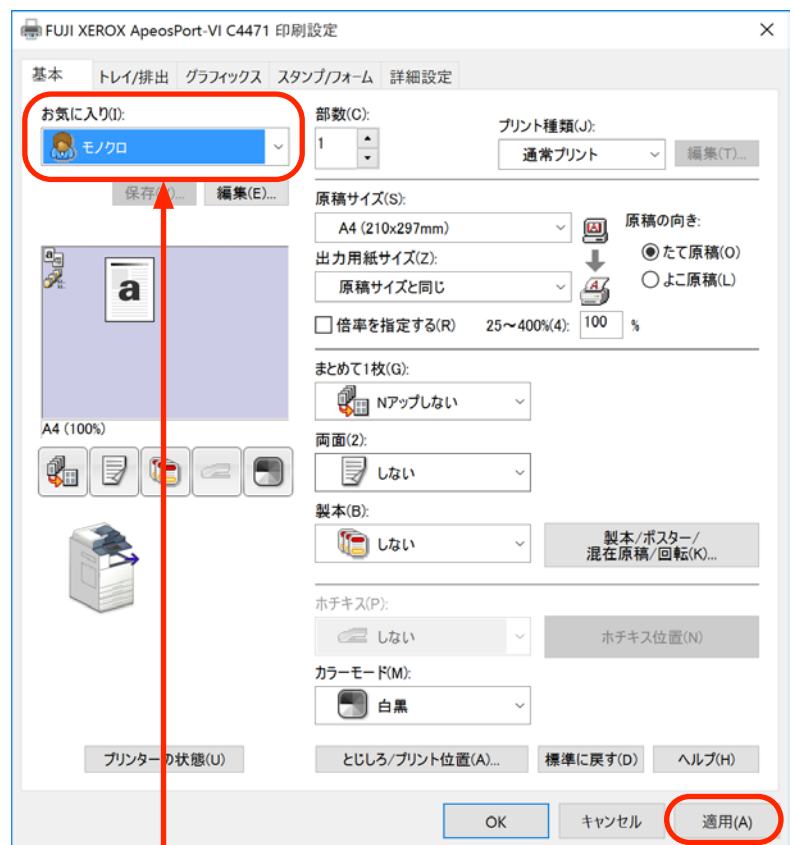 FUJI XEROX ApeosPort-VI C4471 印刷設定
基本 トレイ/排出 グラフィックス スタンプ/フォーム 詳細設定
お気に入り(I):
モノクロ
保存 編集(E)...
a
A4 (100%)
プリンターの状態(U)
部数(C):
1
プリント種類(J):
通常プリント 編集(T)...
原稿サイズ(S):
A4 (210x297mm)
出力用紙サイズ(Z):
原稿サイズと同じ
原稿の向き:
たて原稿(O)
よこ原稿(L)
倍率を指定する(R) 25～400%(4): 100 %
まとめて1枚(G):
Nアップしない
両面(2):
しない
製本(B):
しない
製本/ポスター/
混在原稿/回転(K)...
ホチキス(P):
しない ホチキス位置(N)
カラーモード(M):
白黒
とじしろ/プリント位置(A)... 標準に戻す(D) ヘルプ(H)
OK キャンセル 適用(A)